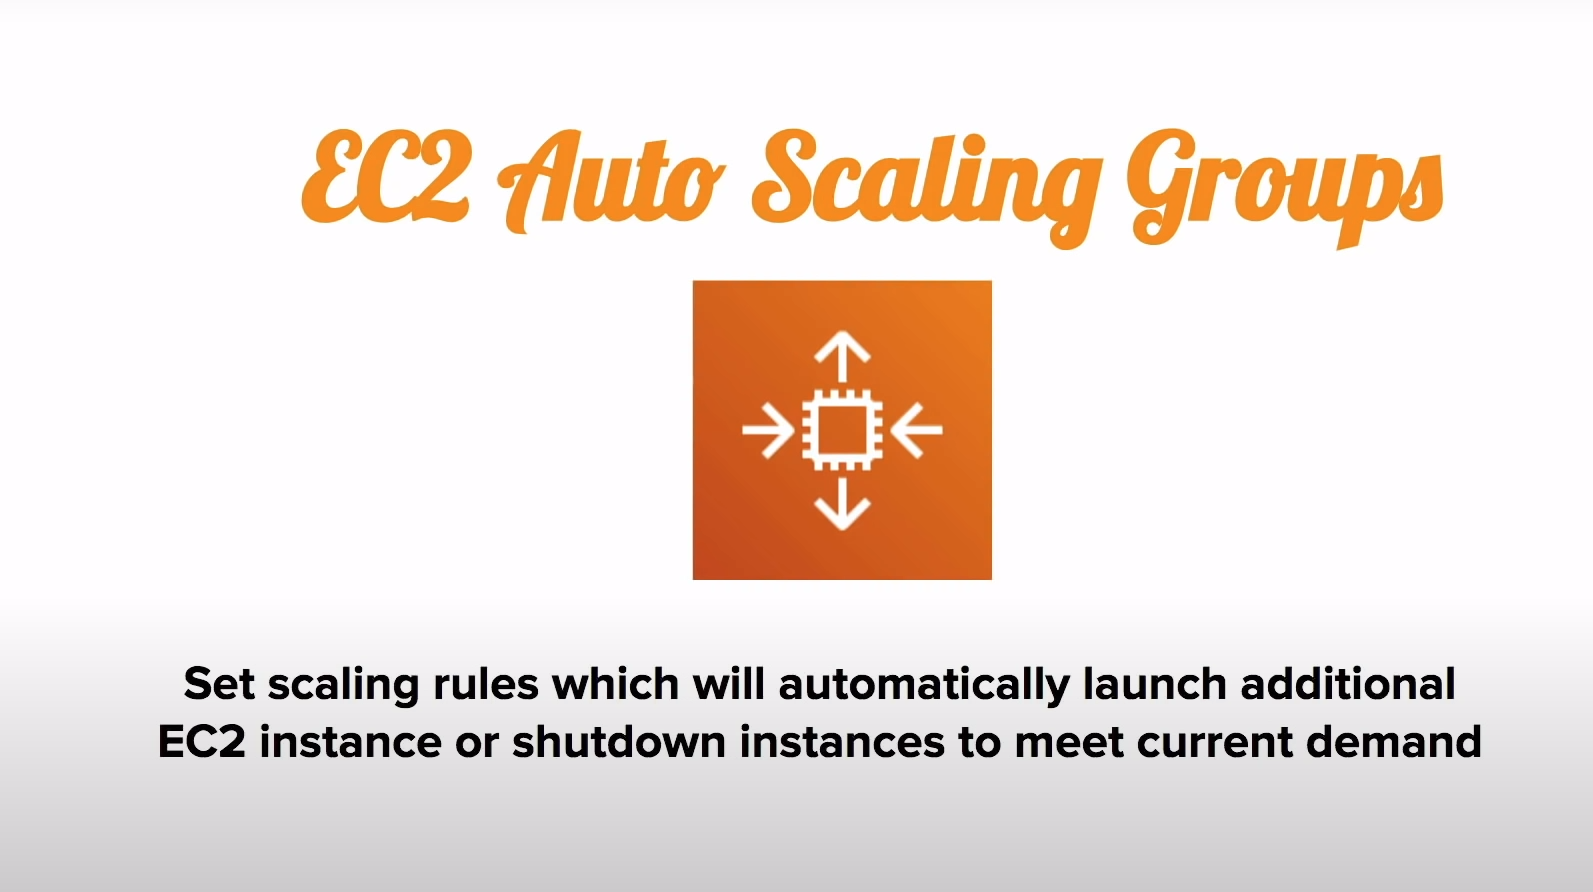 EC2 Auto Scaling Groups
Set scaling rules which will automatically launch additional
EC2 instance or shutdown instances to meet current demand